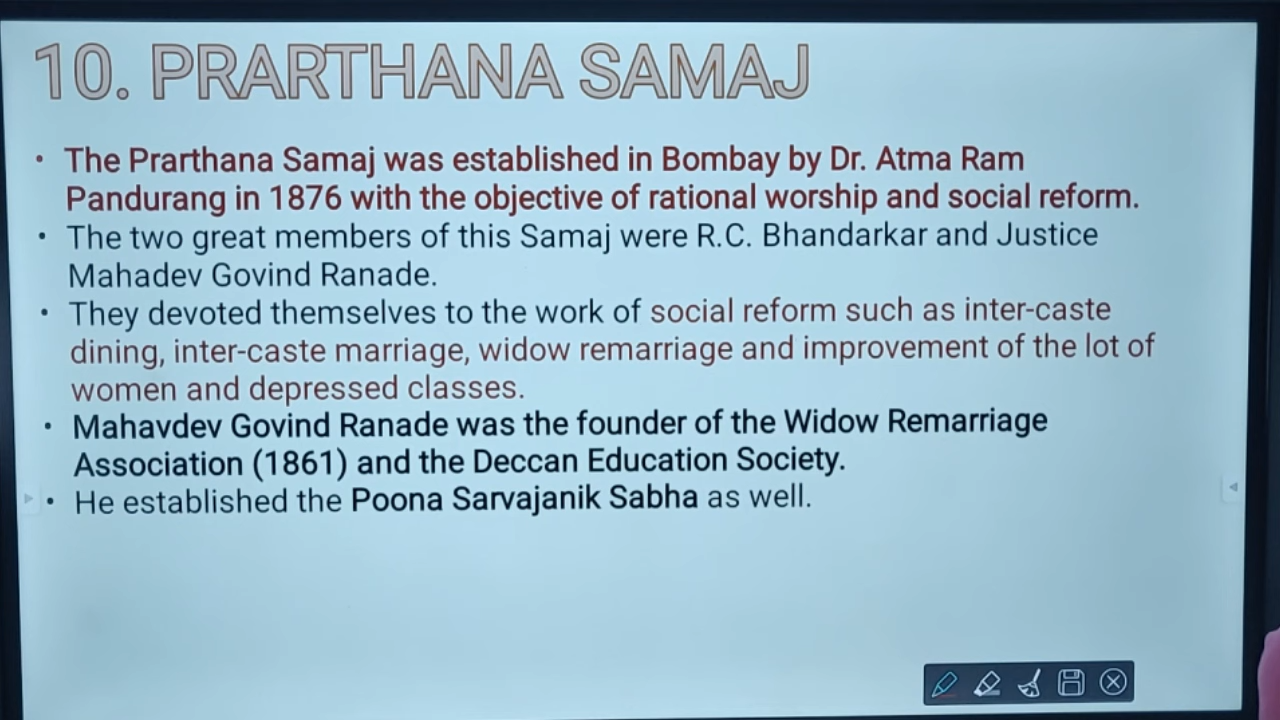 10. PRARTHANA SAMAJ
• The Prarthana Samaj was established in Bombay by Dr. Atma Ram
Pandurang in 1876 with the objective of rational worship and social reform.
• The two great members of this Samaj were R.C. Bhandarkar and Justice
Mahadev Govind Ranade.
• They devoted themselves to the work of social reform such as inter-caste
dining, inter-caste marriage, widow remarriage and improvement of the lot of
women and depressed classes.
• Mahavdev Govind Ranade was the founder of the Widow Remarriage
Association (1861) and the Deccan Education Society.
• He established the Poona Sarvajanik Sabha as well.